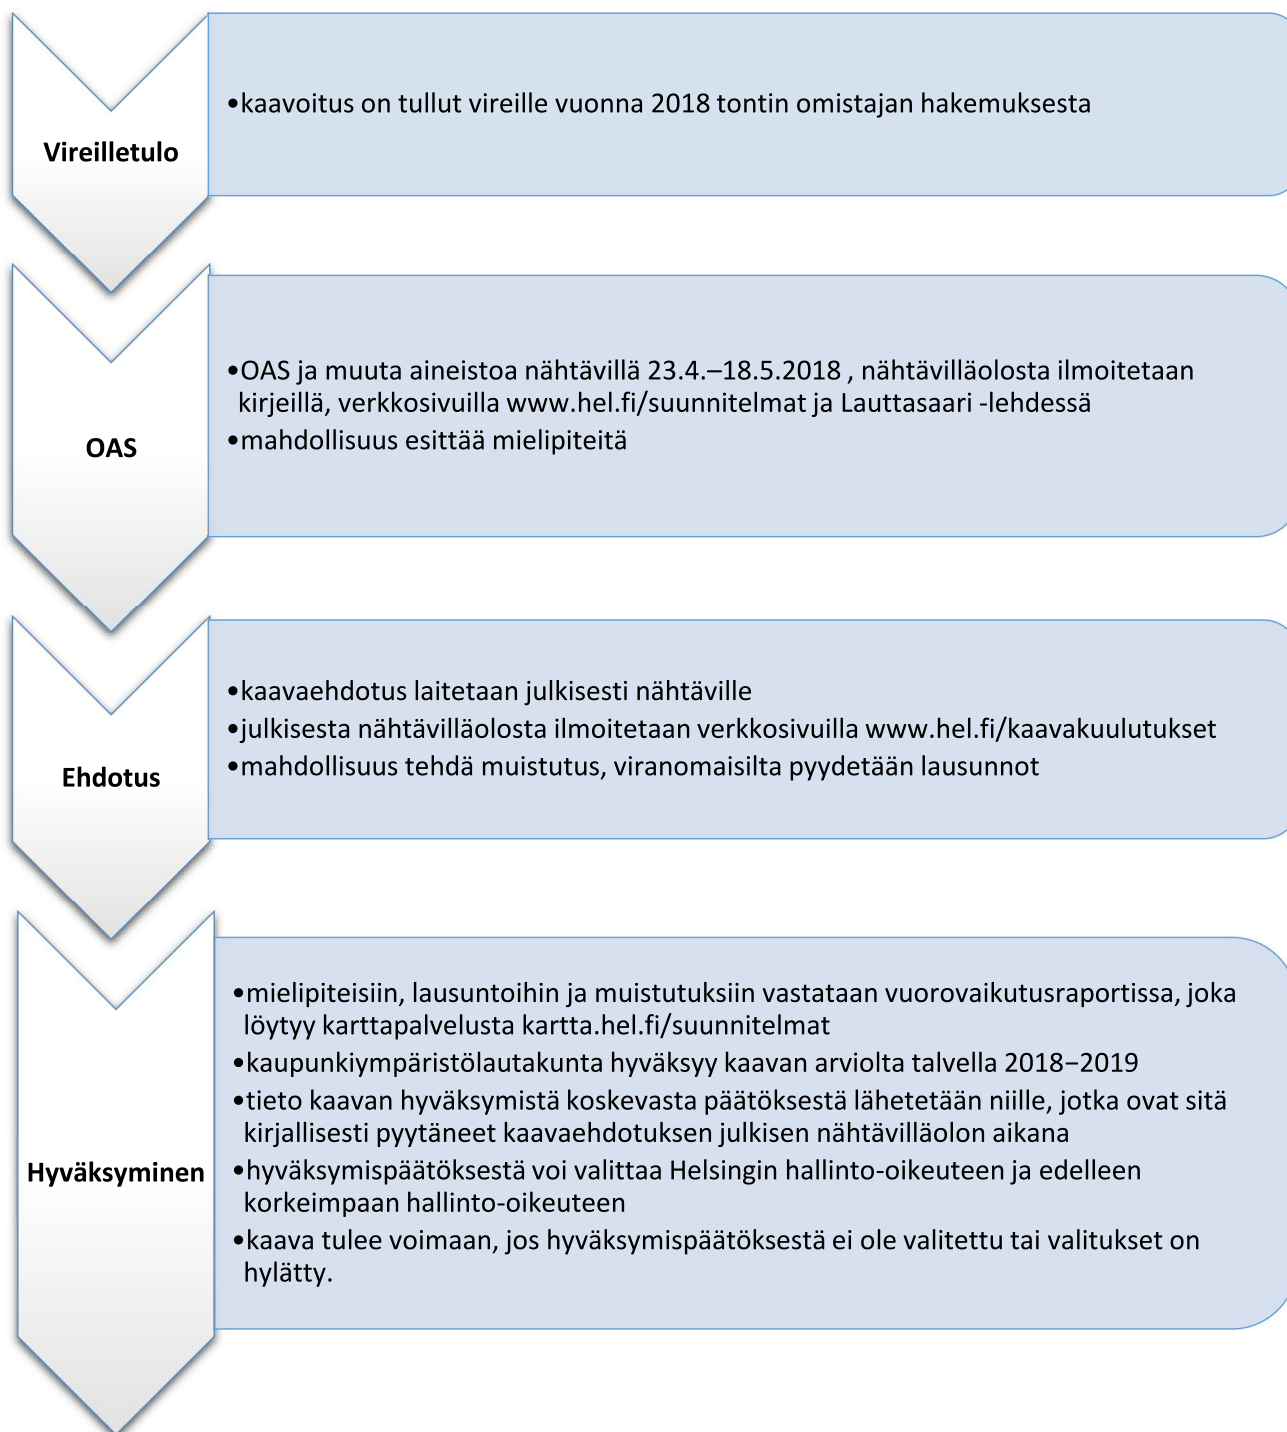 Vireilletulo
•kaavoitus on tullut vireille vuonna 2018 tontin omistajan hakemuksesta
OAS
•OAS ja muuta aineistoa nähtävillä 23.4.–18.5.2018 , nähtävilläolosta ilmoitetaan
kirjeillä, verkkosivuilla www.hel.fi/suunnitelmat ja Lauttasaari -lehdessä
•mahdollisuus esittää mielipiteitä
Ehdotus
•kaavaehdotus laitetaan julkisesti nähtäville
•julkisesta nähtävilläolosta ilmoitetaan verkkosivuilla www.hel.fi/kaavakuulutukset
•mahdollisuus tehdä muistutus, viranomaisilta pyydetään lausunnot
Hyväksyminen
•mielipiteisiin, lausuntoihin ja muistutuksiin vastataan vuorovaikutusraportissa, joka
löytyy karttapalvelusta kartta.hel.fi/suunnitelmat
•kaupunkiympäristölautakunta hyväksyy kaavan arviolta talvella 2018–2019
•tieto kaavan hyväksymistä koskevasta päätöksestä lähetetään niille, jotka ovat sitä
kirjallisesti pyytäneet kaavaehdotuksen julkisen nähtävilläolon aikana
•hyväksymispäätöksestä voi valittaa Helsingin hallinto-oikeuteen ja edelleen
korkeimpaan hallinto-oikeuteen
•kaava tulee voimaan, jos hyväksymispäätöksestä ei ole valitettu tai valitukset on
hylätty.